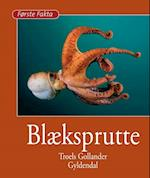 Første Fakta
Blæksprutte
Troels Gollander
Gyldendal